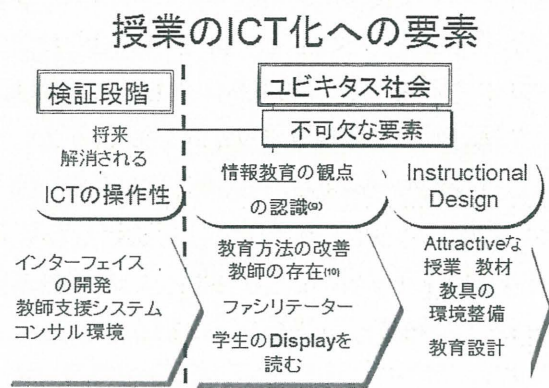 授業のICT化への要素
検証段階
ユビキタス社会
不可欠な要素
将来
解消される
ICTの操作性
情報教育の観点
の認識(9)
Instructional
Design
インターフェイス
の開発
教師支援システム
コンサル環境
教育方法の改善
教師の存在(10)
ファシリテーター
学生のDisplayを
読む
Attractiveな
授業 教材
教具の
環境整備
教育設計